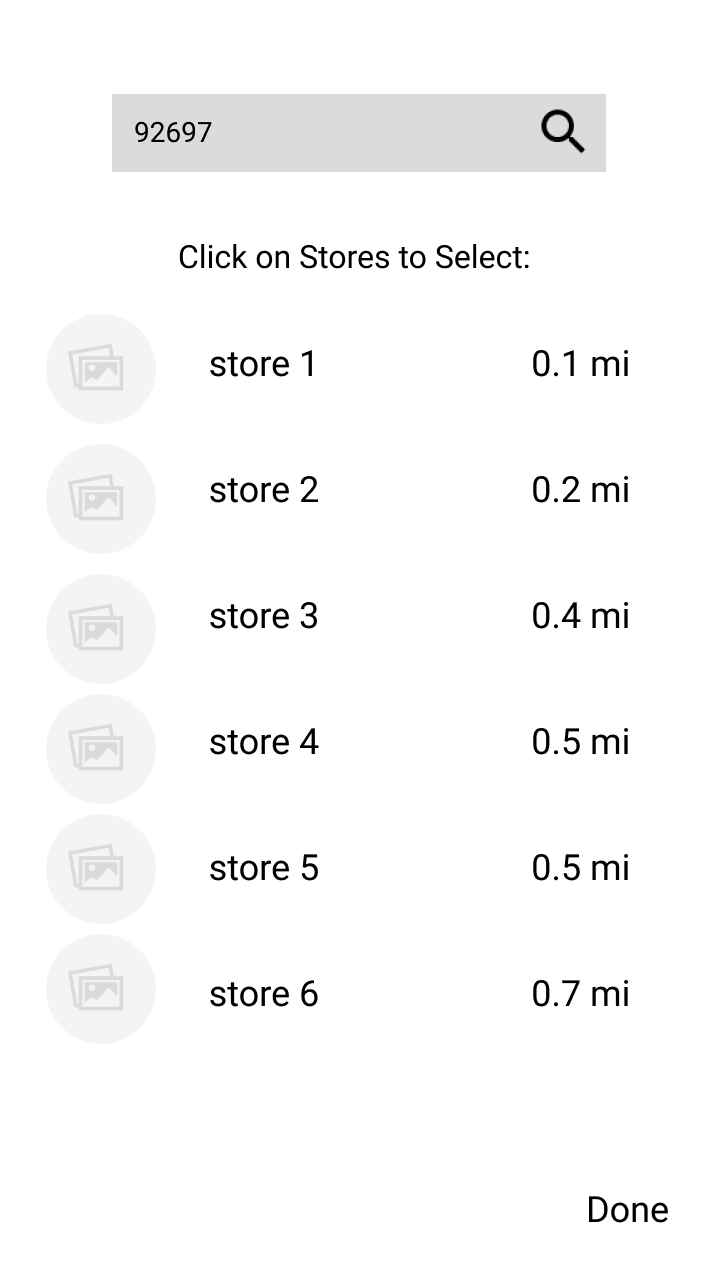 92697
Click on Stores to Select:
store 1 0.1 mi
store 2 0.2 mi
store 3 0.4 mi
store 4 0.5 mi
store 5 0.5 mi
store 6 0.7 mi
Done